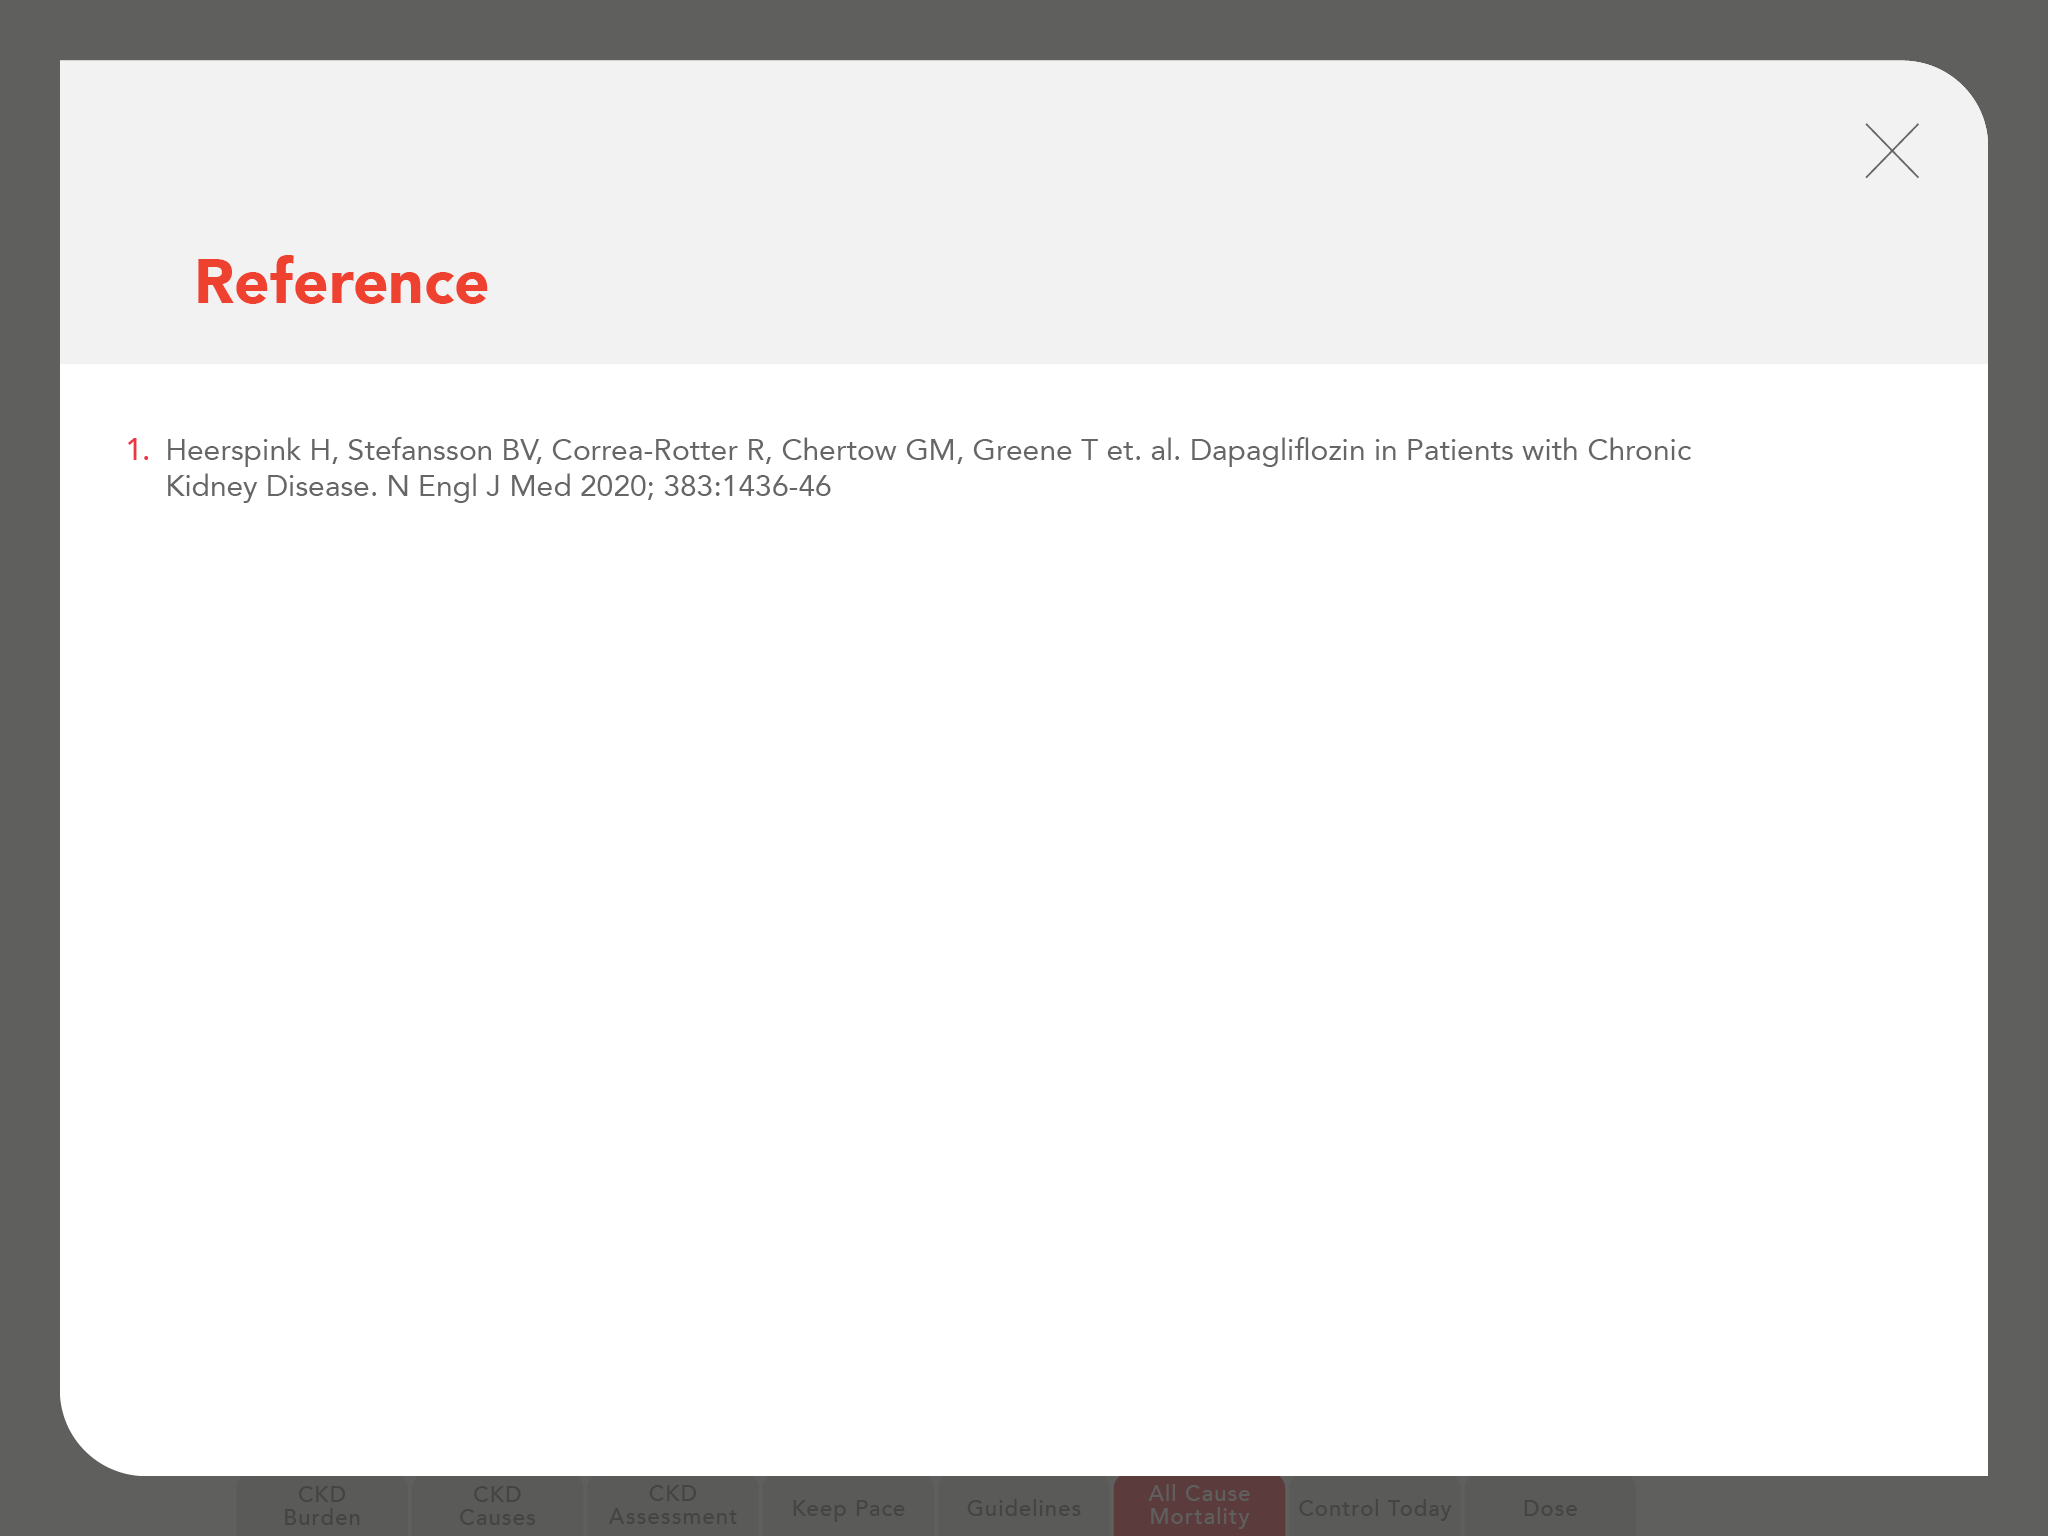 Reference
1. Heerspink H, Stefansson BV, Correa-Rotter R, Chertow GM, Greene T et. al. Dapagliflozin in Patients with Chronic
Kidney Disease. N Engl J Med 2020; 383:1436-46
CKD
Burden
CKD
Causes
CKD
Assessment
Keep Pace
Guidelines
All Cause
Mortality
Control Today
Dose